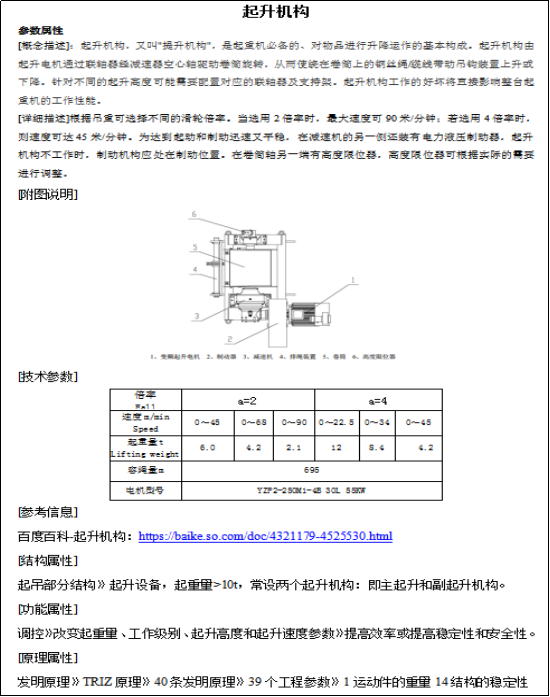 起升机构
参数属性
[概念描述]：起升机构，又叫"提升机构"，是起重机必备的、对物品进行升降运作的基本构成。起升机构由
起升电机通过联轴器经减速器空心轴驱动卷筒旋转，从而使绕在卷筒上的钢丝绳/缆线带动吊钩装置上升或
下降。针对不同的起升高度可能需要配置对应的联轴器及支持架。起升机构工作的好坏将直接影响整台起
重机的工作性能。
[详细描述]根据吊重可选择不同的滑轮倍率。当选用 2 倍率时，最大速度可 90 米/分钟；若选用 4 倍率时，
则速度可达 45 米/分钟。为达到起动和制动迅速又平稳，在减速机的另一侧还装有电力液压制动器，起升
机构不工作时，制动机构应处在制动位置。在卷筒轴另一端有高度限位器，高度限位器可根据实际的需要
进行调整。
[附图说明]
6
5
4
3
2
1
1、变频起升电机 2、制动器 3、减速机 4、排绳装置 5、卷筒 6、高度限位器
[技术参数]
倍率 Fall a=2 a=4
速度 m/min Speed 0～45 0～68 0～90 0～22.5 0～34 0～45
起重量 t Lifting weight 6.0 4.2 2.1 12 8.4 4.2
容绳量m 695
电机型号 YZP2-250M1-4B 30L 55KW
[参考信息]
百度百科-起升机构：https://baike.so.com/doc/4321179-4525530.html
[结构属性]
起吊部分结构》起升设备，起重量>10t，常设两个起升机构：即主起升和副起升机构。
[功能属性]
调控》改变起重量、工作级别、起升高度和起升速度参数》提高效率或提高稳定性和安全性。
[原理属性]
发明原理》TRIZ 原理》40 条发明原理》39 个工程参数》1 运动件的重量 14 结构的稳定性